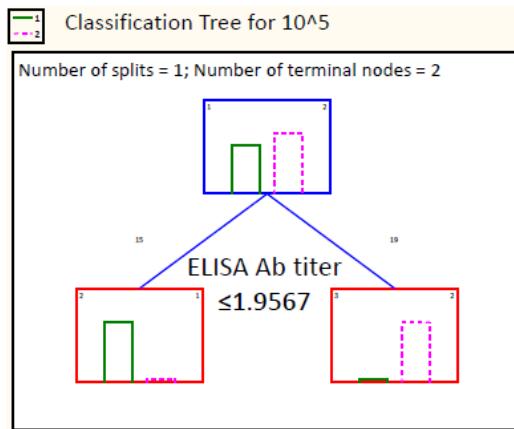 1
2
Classification Tree for 10^5
Number of splits = 1; Number of terminal nodes = 2
1 2
15 19
ELISA Ab titer
≤1.9567
2 1 3 2